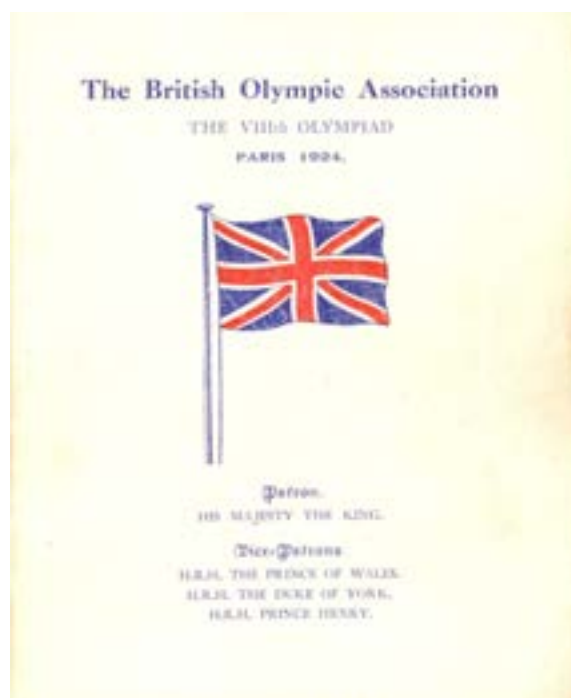 The British Olympic Association
THE VIIIth OLYMPIAD
PARIS 1924.
Patron.
HIS MAJESTY THE KING.
Vice-Patrons
H.R.H. THE PRINCE OF WALES.
H.R.H. THE DUKE OF YORK.
H.R.H. PRINCE HENRY.